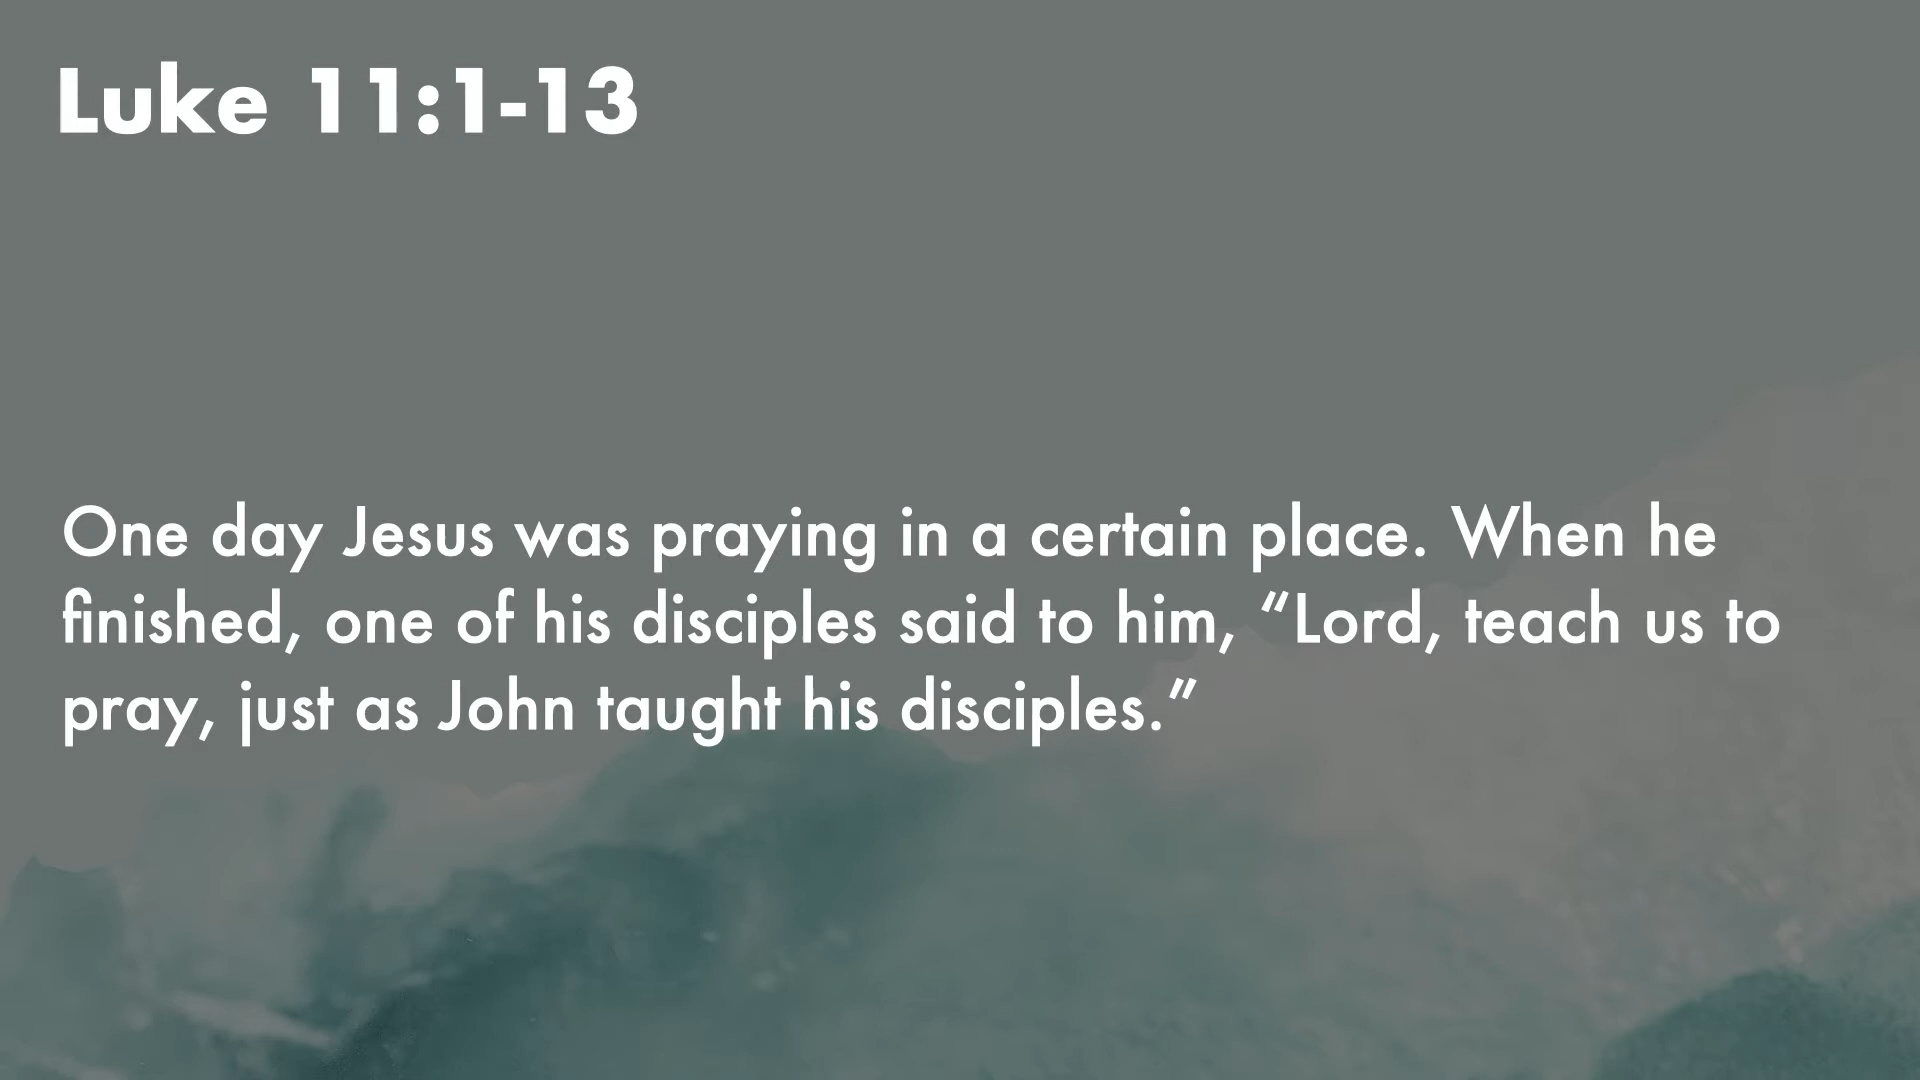 Luke 11:1-13
One day Jesus was praying in a certain place. When he
finished, one of his disciples said to him, “Lord, teach us to
pray, just as John taught his disciples.”